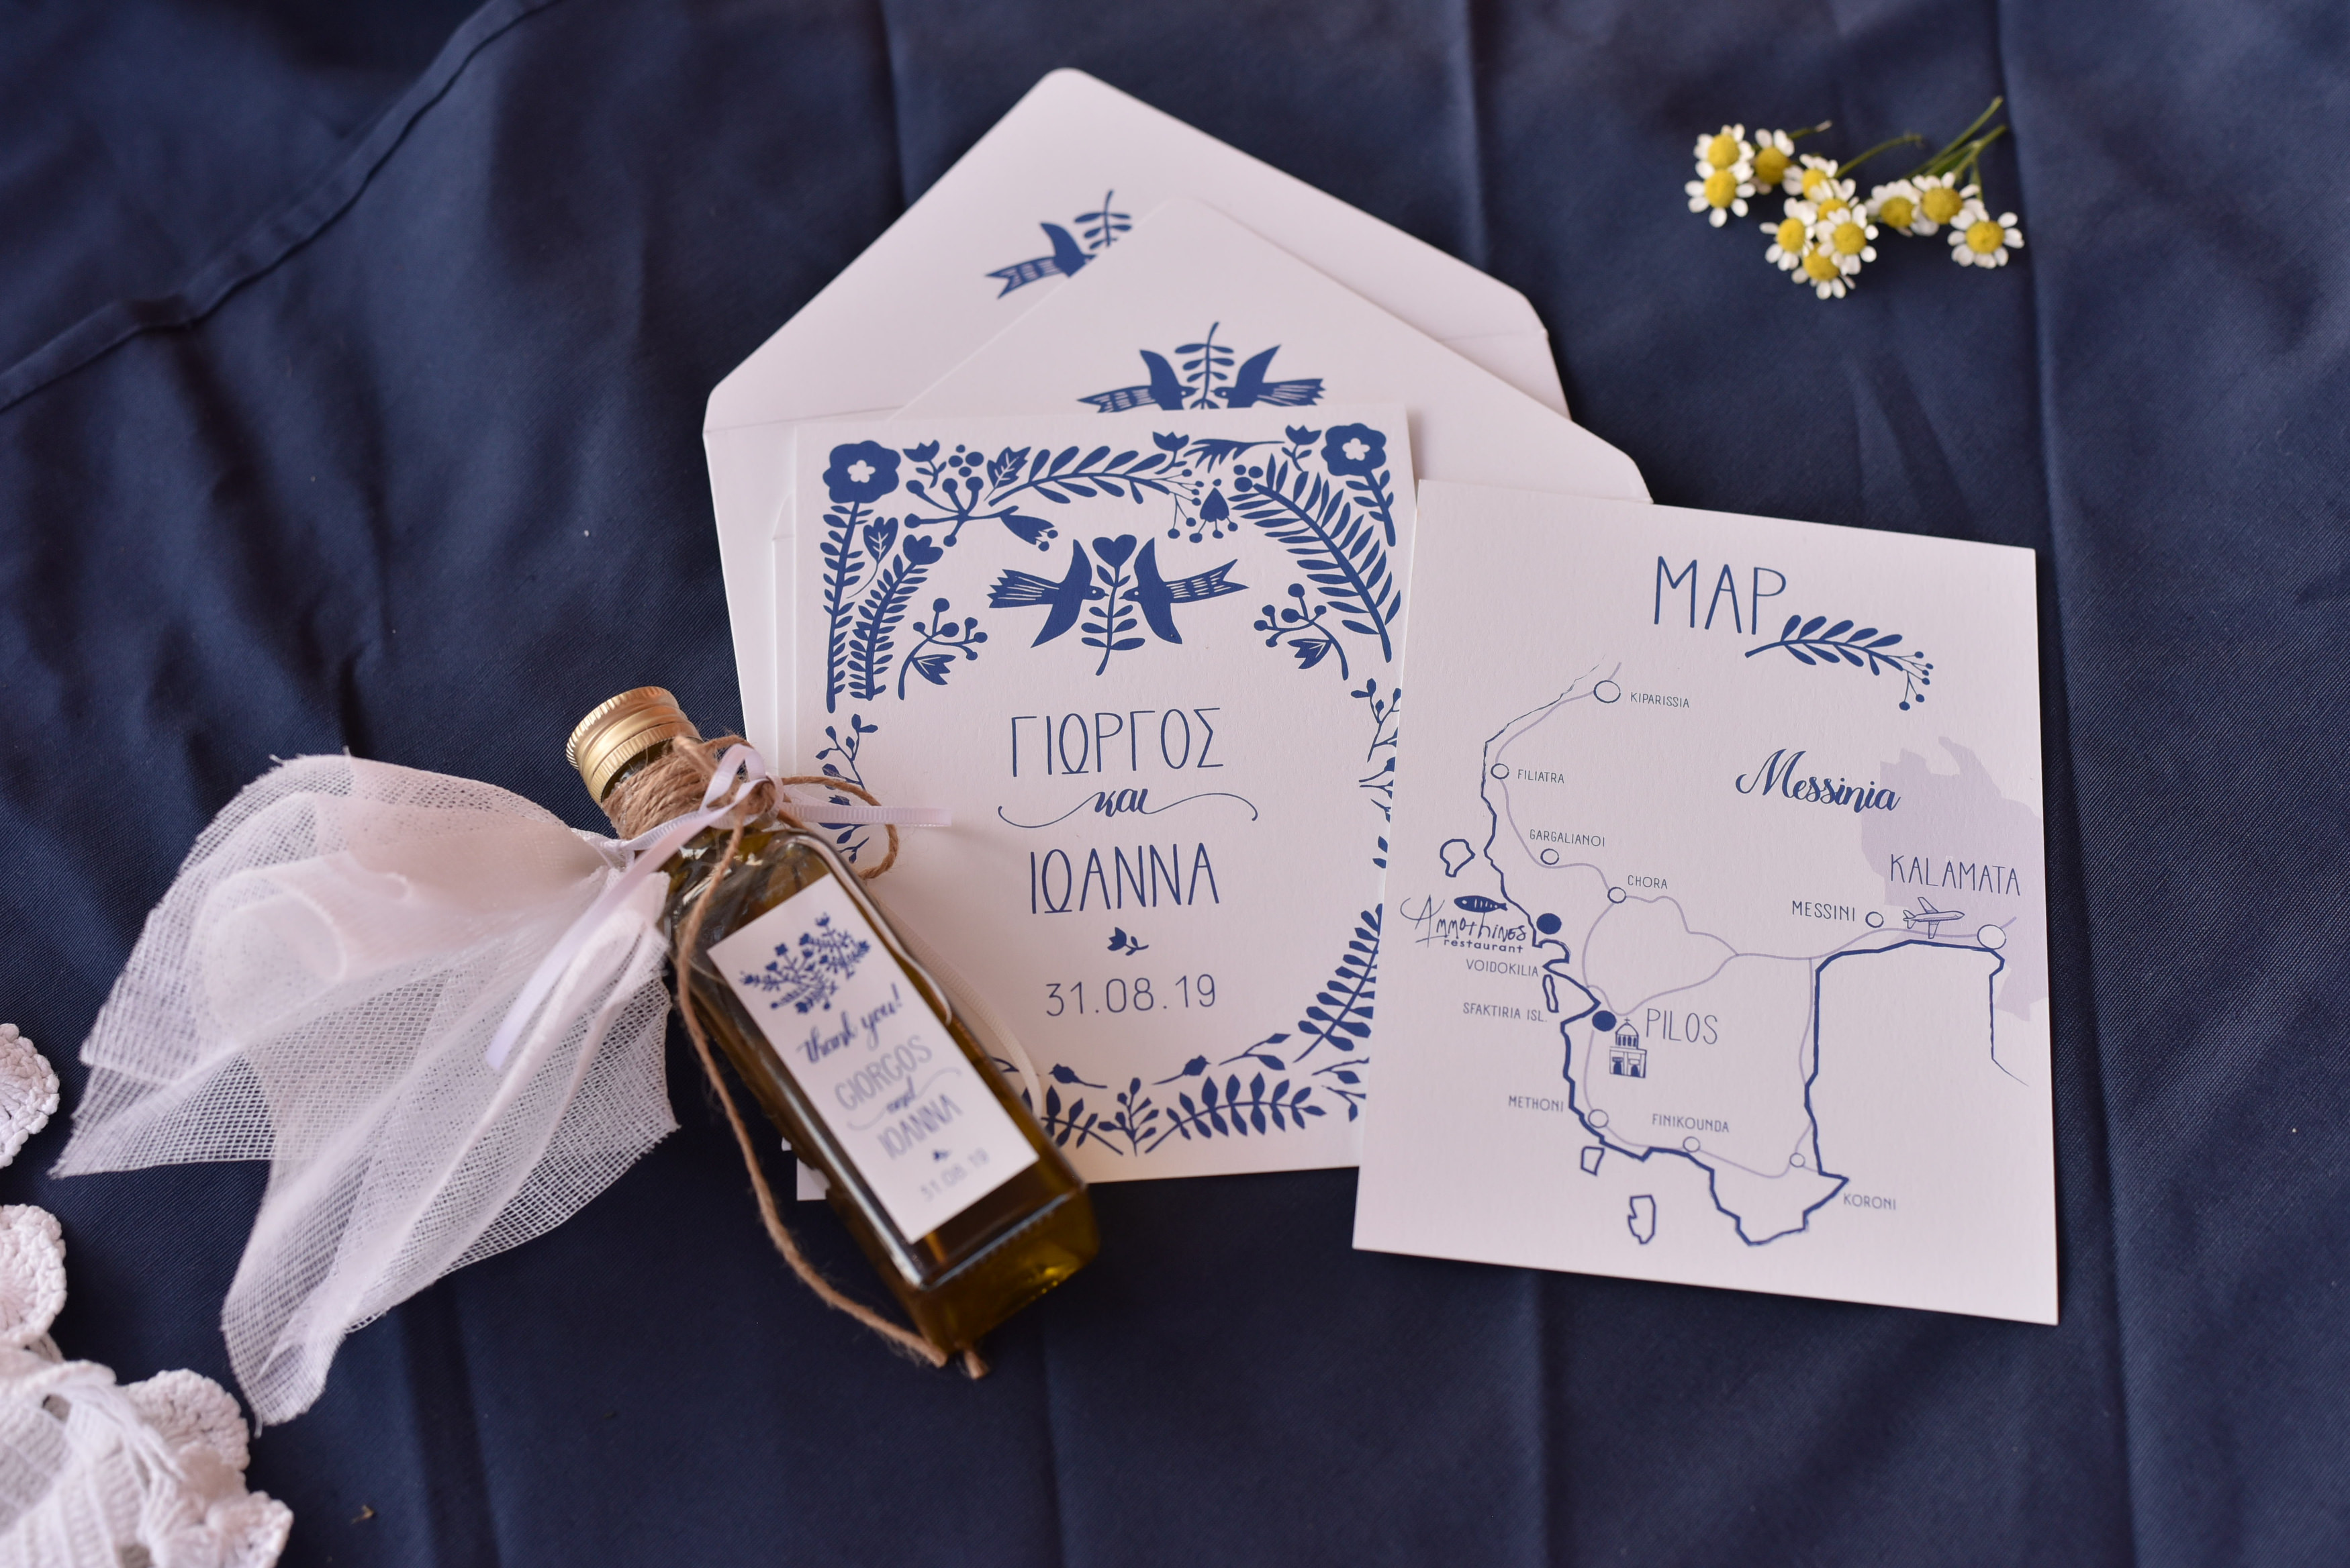 ΓΙΩΡΓΟΣ
και
ΙΩΑΝΝΑ
31.08.19
thank you!
GIORGOS
and
IOANNA
31.08.19
MAP
KIPARISSIA
Messinia
FILIATRA
GARGALIANOI
CHORA
KALAMATA
MESSINI
Ammothines
restaurant
VOIDOKILIA
SFAKTIRIA ISL.
PILOS
METHONI
FINIKOUNDA
KORONI